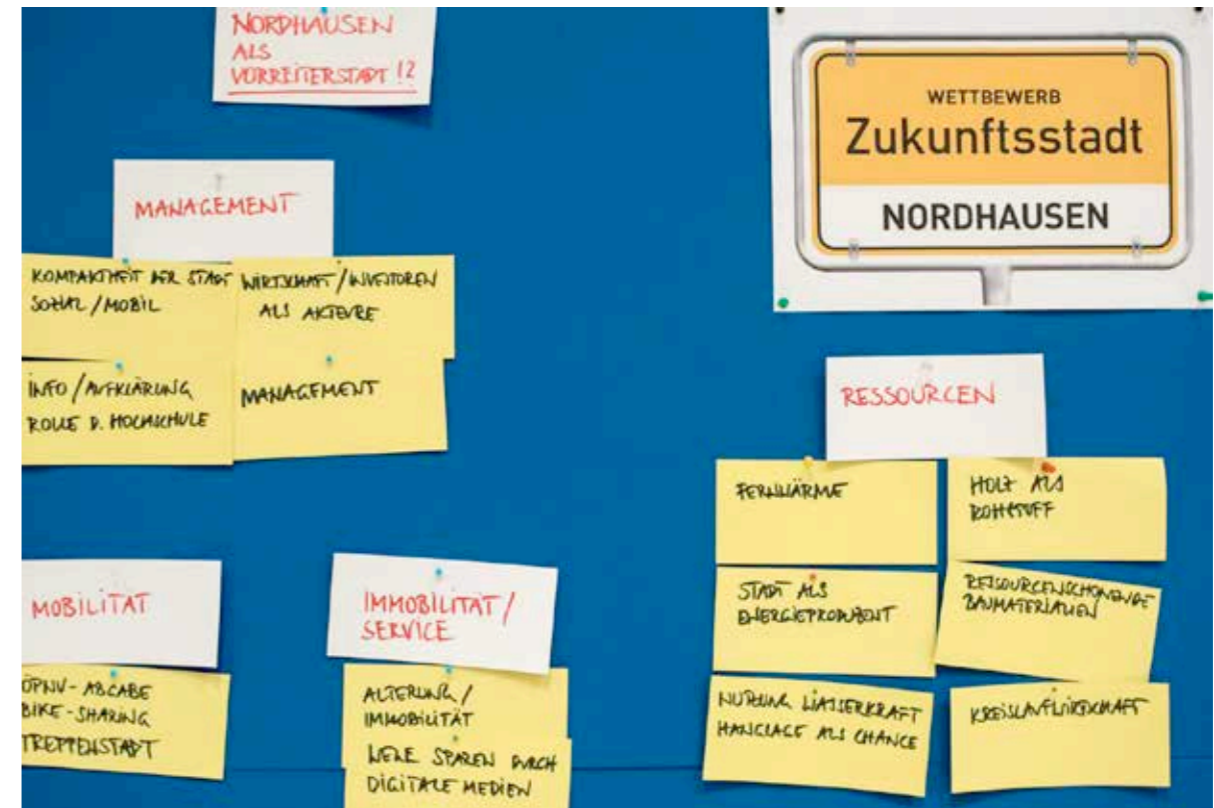 NORDHAUSEN
ALS
VORREITERSTADT !?
WETTBEWERB
Zukunftsstadt
NORDHAUSEN
MANAGEMENT
KOMPAKTHEIT DER STADT
SOZIAL / MOBIL
WIRTSCHAFT / INVESTOREN
ALS AKTEURE
INFO / AUFKLÄRUNG
ROLLE D. HOCHSCHULE
MANAGEMENT
RESSOURCEN
FERNWÄRME
HOLZ ALS
ROHSTOFF
STADT ALS
ENERGIEPRODUZENT
RESSOURCENSCHONENDE
BAUMATERIALIEN
NUTZUNG WASSERKRAFT
HANGLAGE ALS CHANCE
KREISLAUFWIRTSCHAFT
MOBILITÄT
ÖPNV - ABGABE
BIKE - SHARING
TREPPENSTADT
IMMOBILITÄT /
SERVICE
ALTERUNG /
IMMOBILITÄT
WEGE SPAREN DURCH
DIGITALE MEDIEN